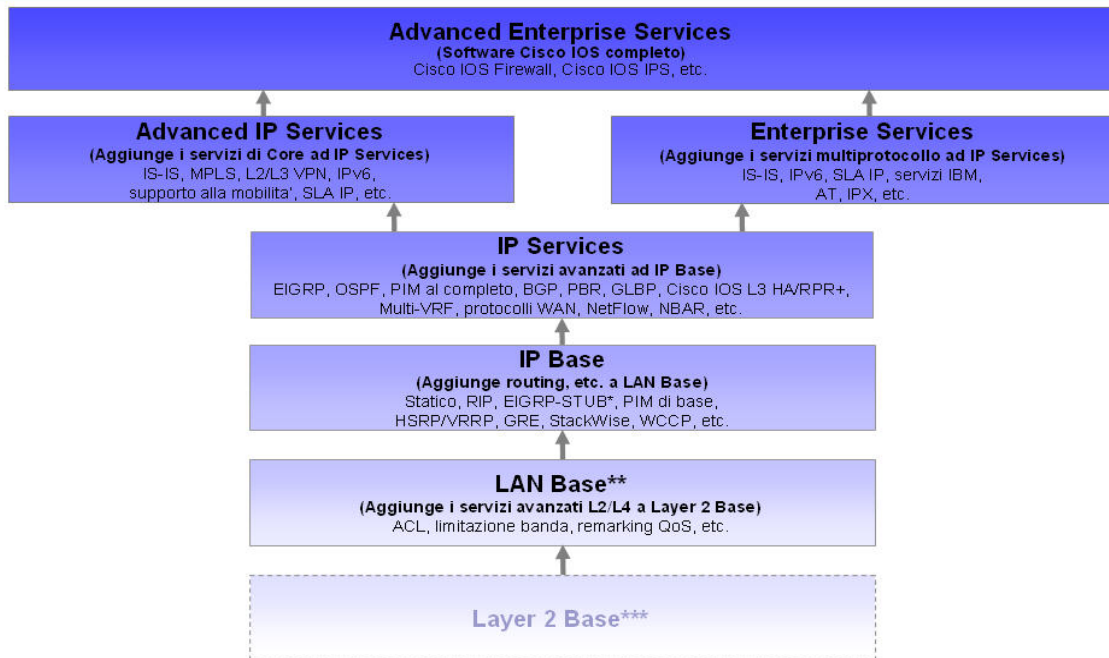 Advanced Enterprise Services
(Software Cisco IOS completo)
Cisco IOS Firewall, Cisco IOS IPS, etc.
Advanced IP Services
(Aggiunge i servizi di Core ad IP Services)
IS-IS, MPLS, L2/L3 VPN, IPv6,
supporto alla mobilita', SLA IP, etc.
Enterprise Services
(Aggiunge i servizi multiprotocollo ad IP Services)
IS-IS, IPv6, SLA IP, servizi IBM,
AT, IPX, etc.
IP Services
(Aggiunge i servizi avanzati ad IP Base)
EIGRP, OSPF, PIM al completo, BGP, PBR, GLBP, Cisco IOS L3 HA/RPR+,
Multi-VRF, protocolli WAN, NetFlow, NBAR, etc.
IP Base
(Aggiunge routing, etc. a LAN Base)
Statico, RIP, EIGRP-STUB*, PIM di base,
HSRP/VRRP, GRE, StackWise, WCCP, etc.
LAN Base**
(Aggiunge i servizi avanzati L2/L4 a Layer 2 Base)
ACL, limitazione banda, remarking QoS, etc.
Layer 2 Base***